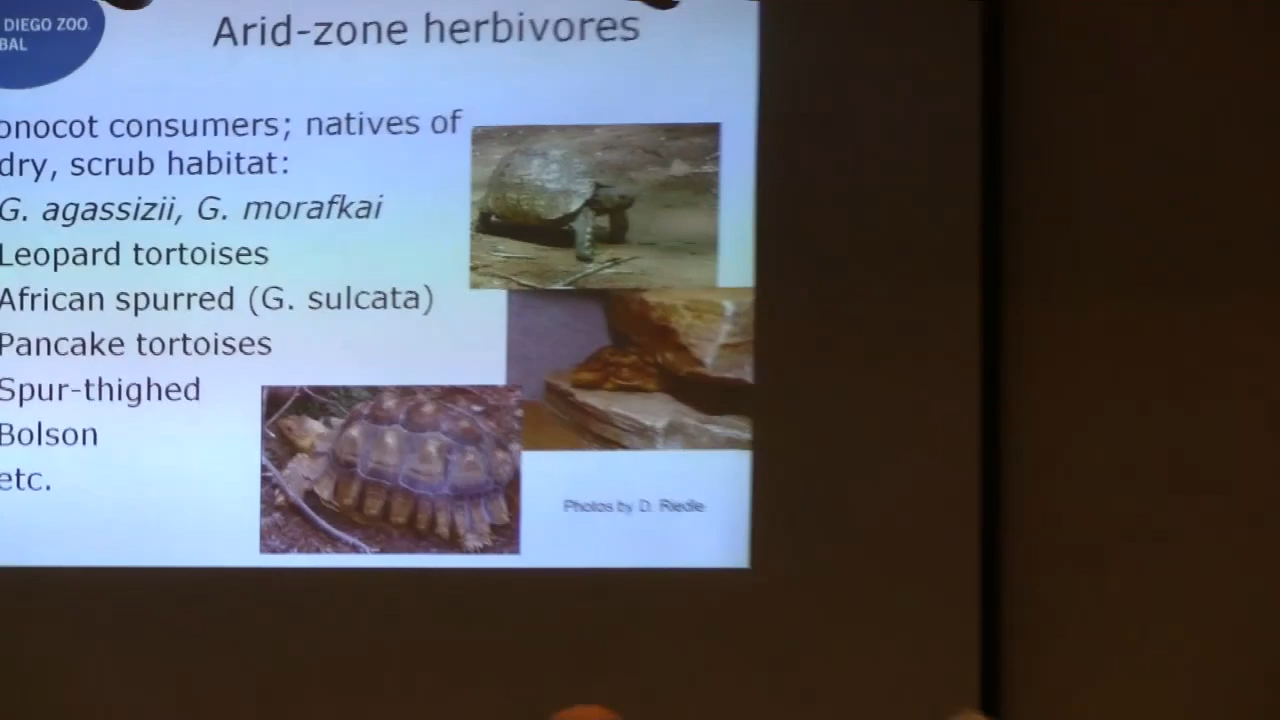 DIEGO ZOO
BAL
Arid-zone herbivores
onocot consumers; natives of
dry, scrub habitat:
G. agassizii, G. morafkai
Leopard tortoises
African spurred (G. sulcata)
Pancake tortoises
Spur-thighed
Bolson
etc.
Photos by D. Riedle